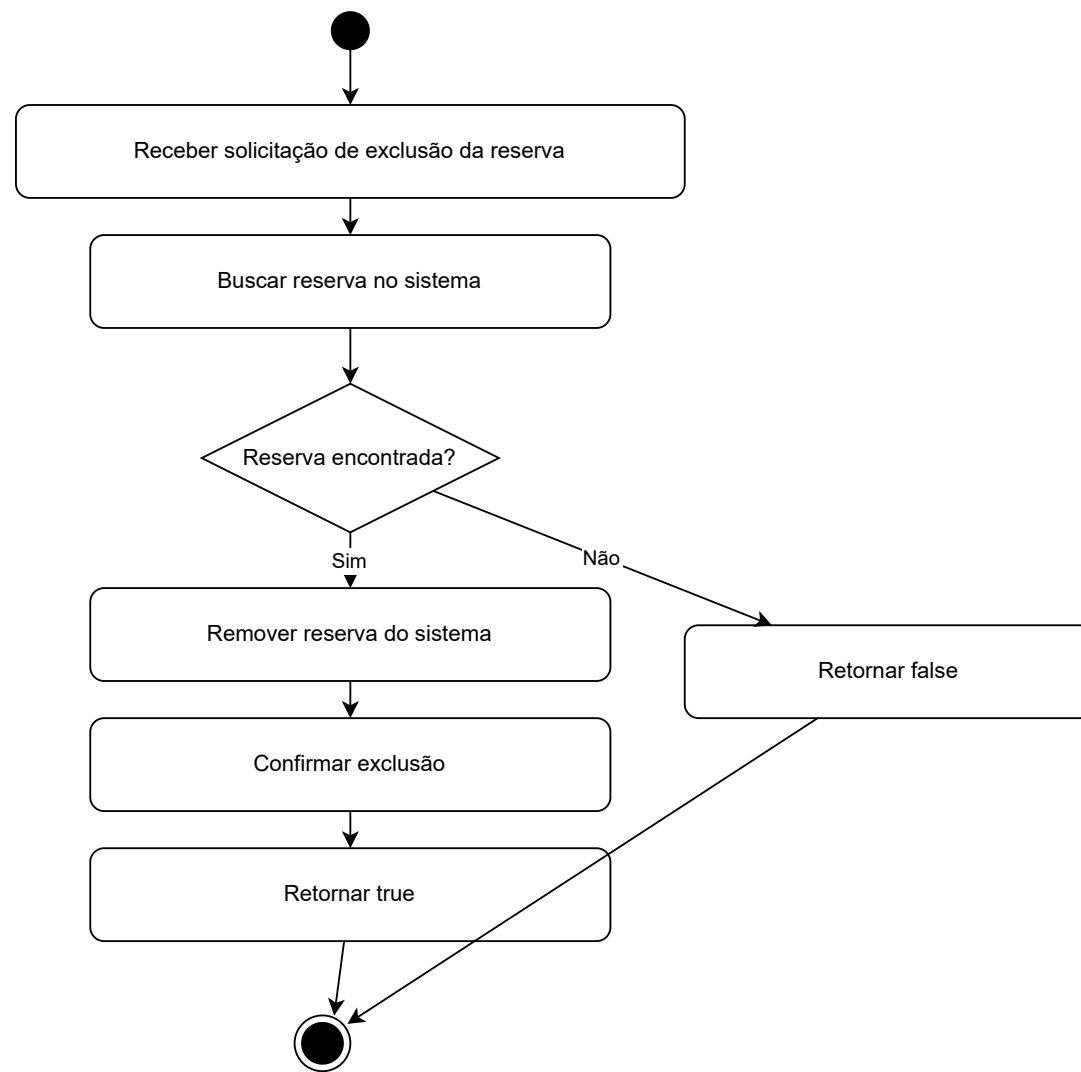 Receber solicitação de exclusão da reserva
Buscar reserva no sistema
Reserva encontrada?
Sim
Não
Remover reserva do sistema
Retornar false
Confirmar exclusão
Retornar true